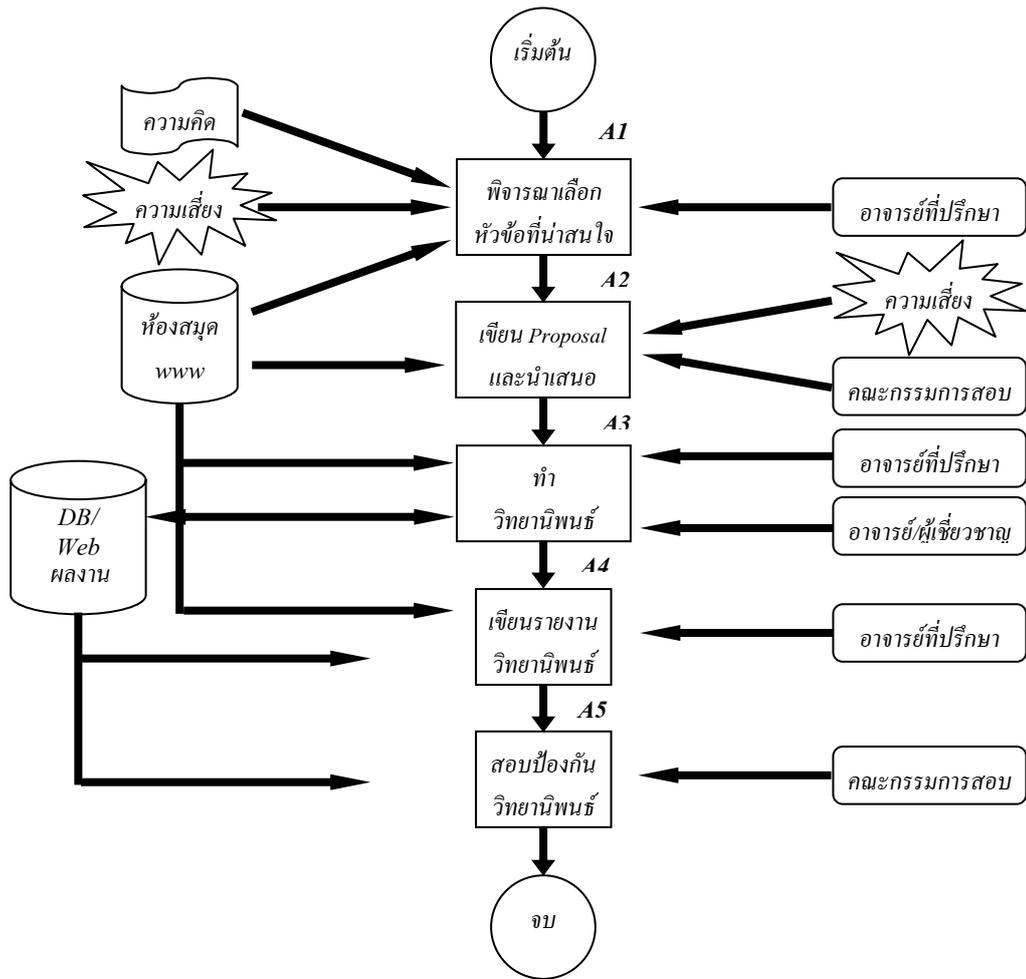 เริ่มต้น
ความคิด
A1
ความเสี่ยง
พิจารณาเลือก
หัวข้อที่น่าสนใจ
อาจารย์ที่ปรึกษา
A2
ความเสี่ยง
ห้องสมุด
www
เขียน Proposal
และนำเสนอ
คณะกรรมการสอบ
A3
อาจารย์ที่ปรึกษา
ทำ
วิทยานิพนธ์
DB/
Web
ผลงาน
อาจารย์/ผู้เชี่ยวชาญ
A4
เขียนรายงาน
วิทยานิพนธ์
อาจารย์ที่ปรึกษา
A5
สอบป้องกัน
วิทยานิพนธ์
คณะกรรมการสอบ
จบ